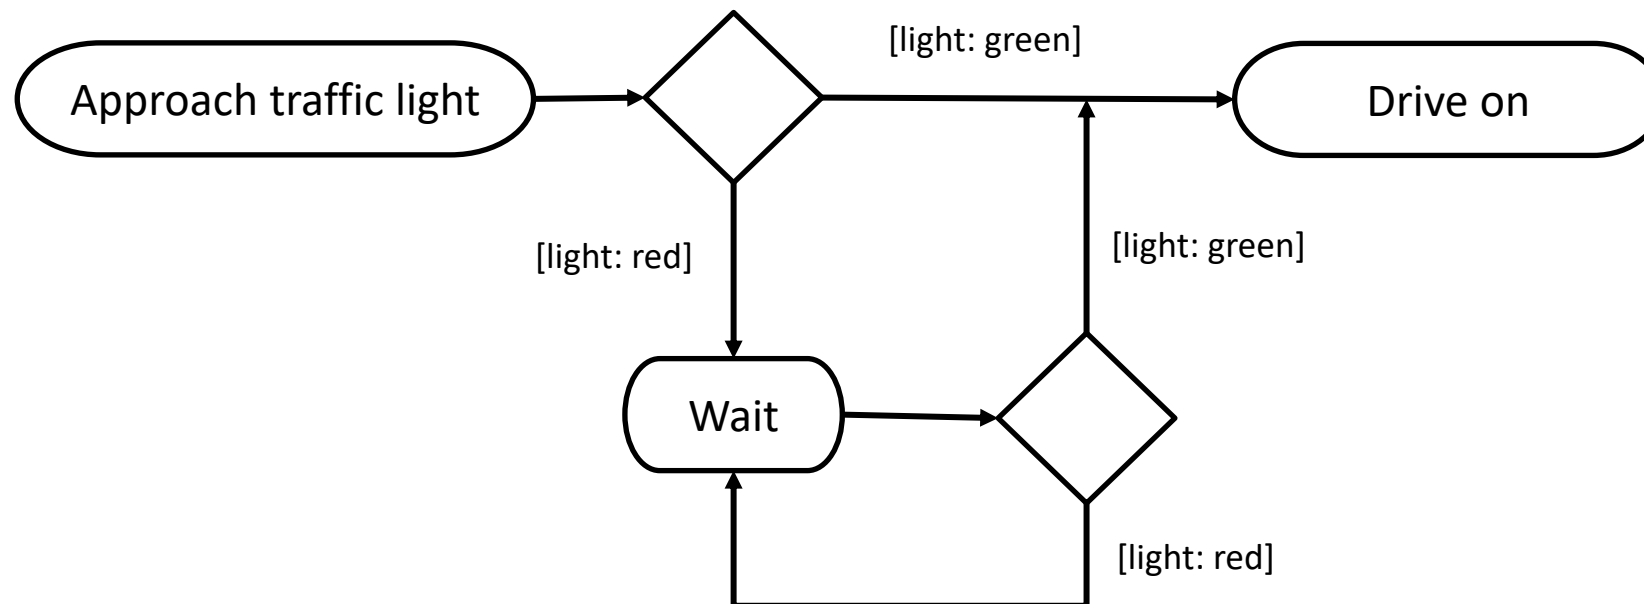 [light: green]
Approach traffic light
Drive on
[light: red]
[light: green]
Wait
[light: red]